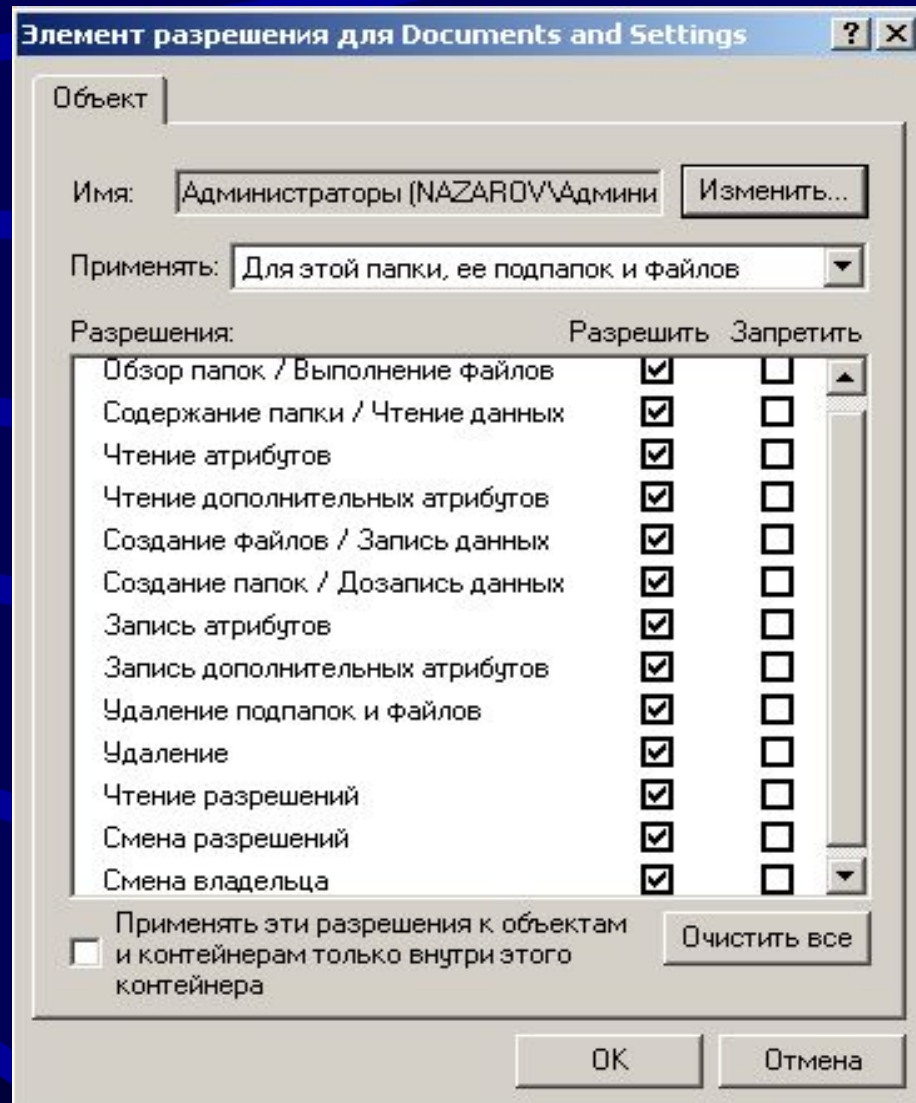 Элемент разрешения для Documents and Settings
Объект
Имя: Администраторы (NAZAROV\Админи Изменить...
Применять: Для этой папки, ее подпапок и файлов
Разрешения: Разрешить Запретить
Обзор папок / Выполнение файлов
Содержание папки / Чтение данных
Чтение атрибутов
Чтение дополнительных атрибутов
Создание файлов / Запись данных
Создание папок / Дозапись данных
Запись атрибутов
Запись дополнительных атрибутов
Удаление подпапок и файлов
Удаление
Чтение разрешений
Смена разрешений
Смена владельца
Применять эти разрешения к объектам
и контейнерам только внутри этого
контейнера
Очистить все
OK Отмена